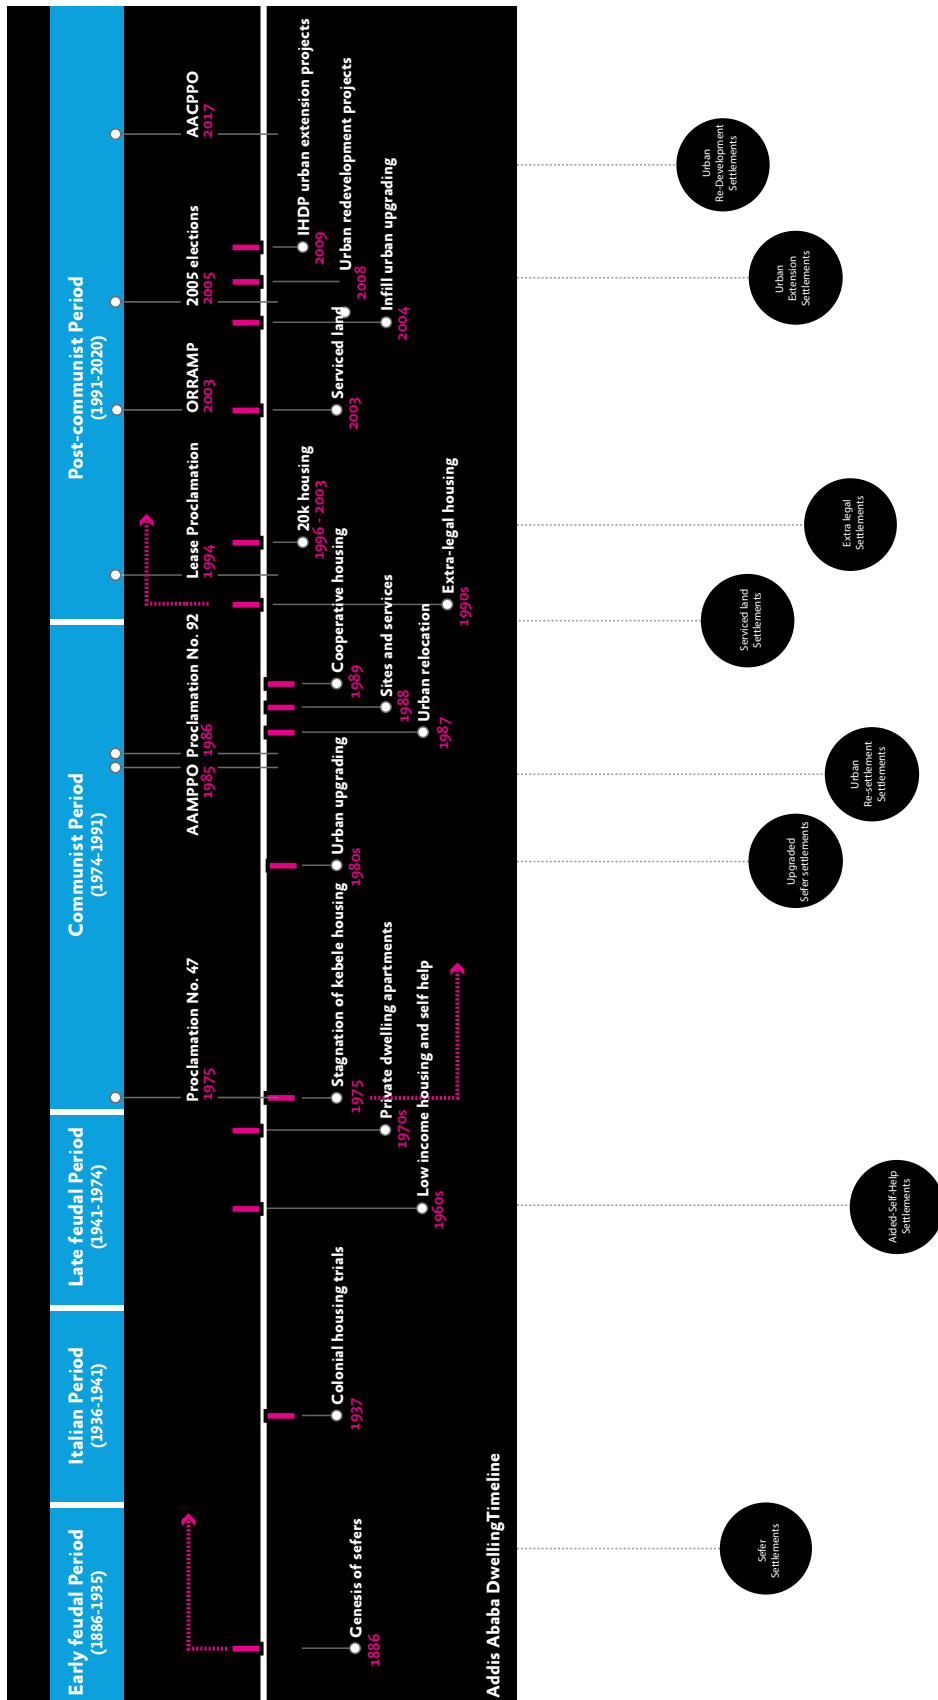 Early feudal Period
(1886-1935)
Italian Period
(1936-1941)
Late feudal Period
(1941-1974)
Communist Period
(1974-1991)
Post-communist Period
(1991-2020)
Proclamation No. 47
1975
AAMPPO
1985
Proclamation No. 92
1986
Lease Proclamation
1994
ORRAMP
2003
2005 elections
2005
AACPPO
2017
Genesis of sefers
1886
Colonial housing trials
1937
Low income housing and self help
1960s
Private dwelling apartments
1970s
Stagnation of kebele housing
1975
Urban upgrading
1980s
Urban relocation
1987
Sites and services
1988
Cooperative housing
1989
Extra-legal housing
1990s
20k housing
1996 - 2003
Serviced land
2003
Infill urban upgrading
2004
Urban redevelopment projects
2008
IHDP urban extension projects
2009
Addis Ababa DwellingTimeline
Sefer
Settlements
Aided-Self-Help
Settlements
Upgraded
Sefer settlements
Urban
Re-settlement
Settlements
Serviced land
Settlements
Extra legal
Settlements
Urban
Extension
Settlements
Urban
Re-Development
Settlements